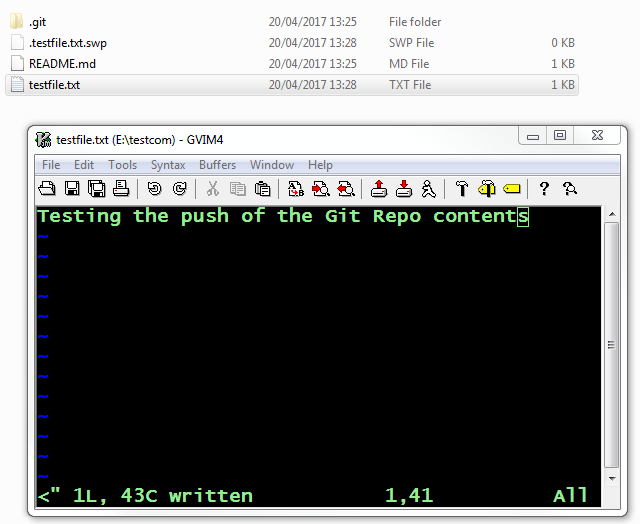 .git 20/04/2017 13:25 File folder
.testfile.txt.swp 20/04/2017 13:28 SWP File 0 KB
README.md 20/04/2017 13:25 MD File 1 KB
testfile.txt 20/04/2017 13:28 TXT File 1 KB
testfile.txt (E:\testcom) - GVIM4
File Edit Tools Syntax Buffers Window Help
Testing the push of the Git Repo contents
~
~
~
~
~
~
~
~
~
~
~
~
~
<" 1L, 43C written 1,41 All